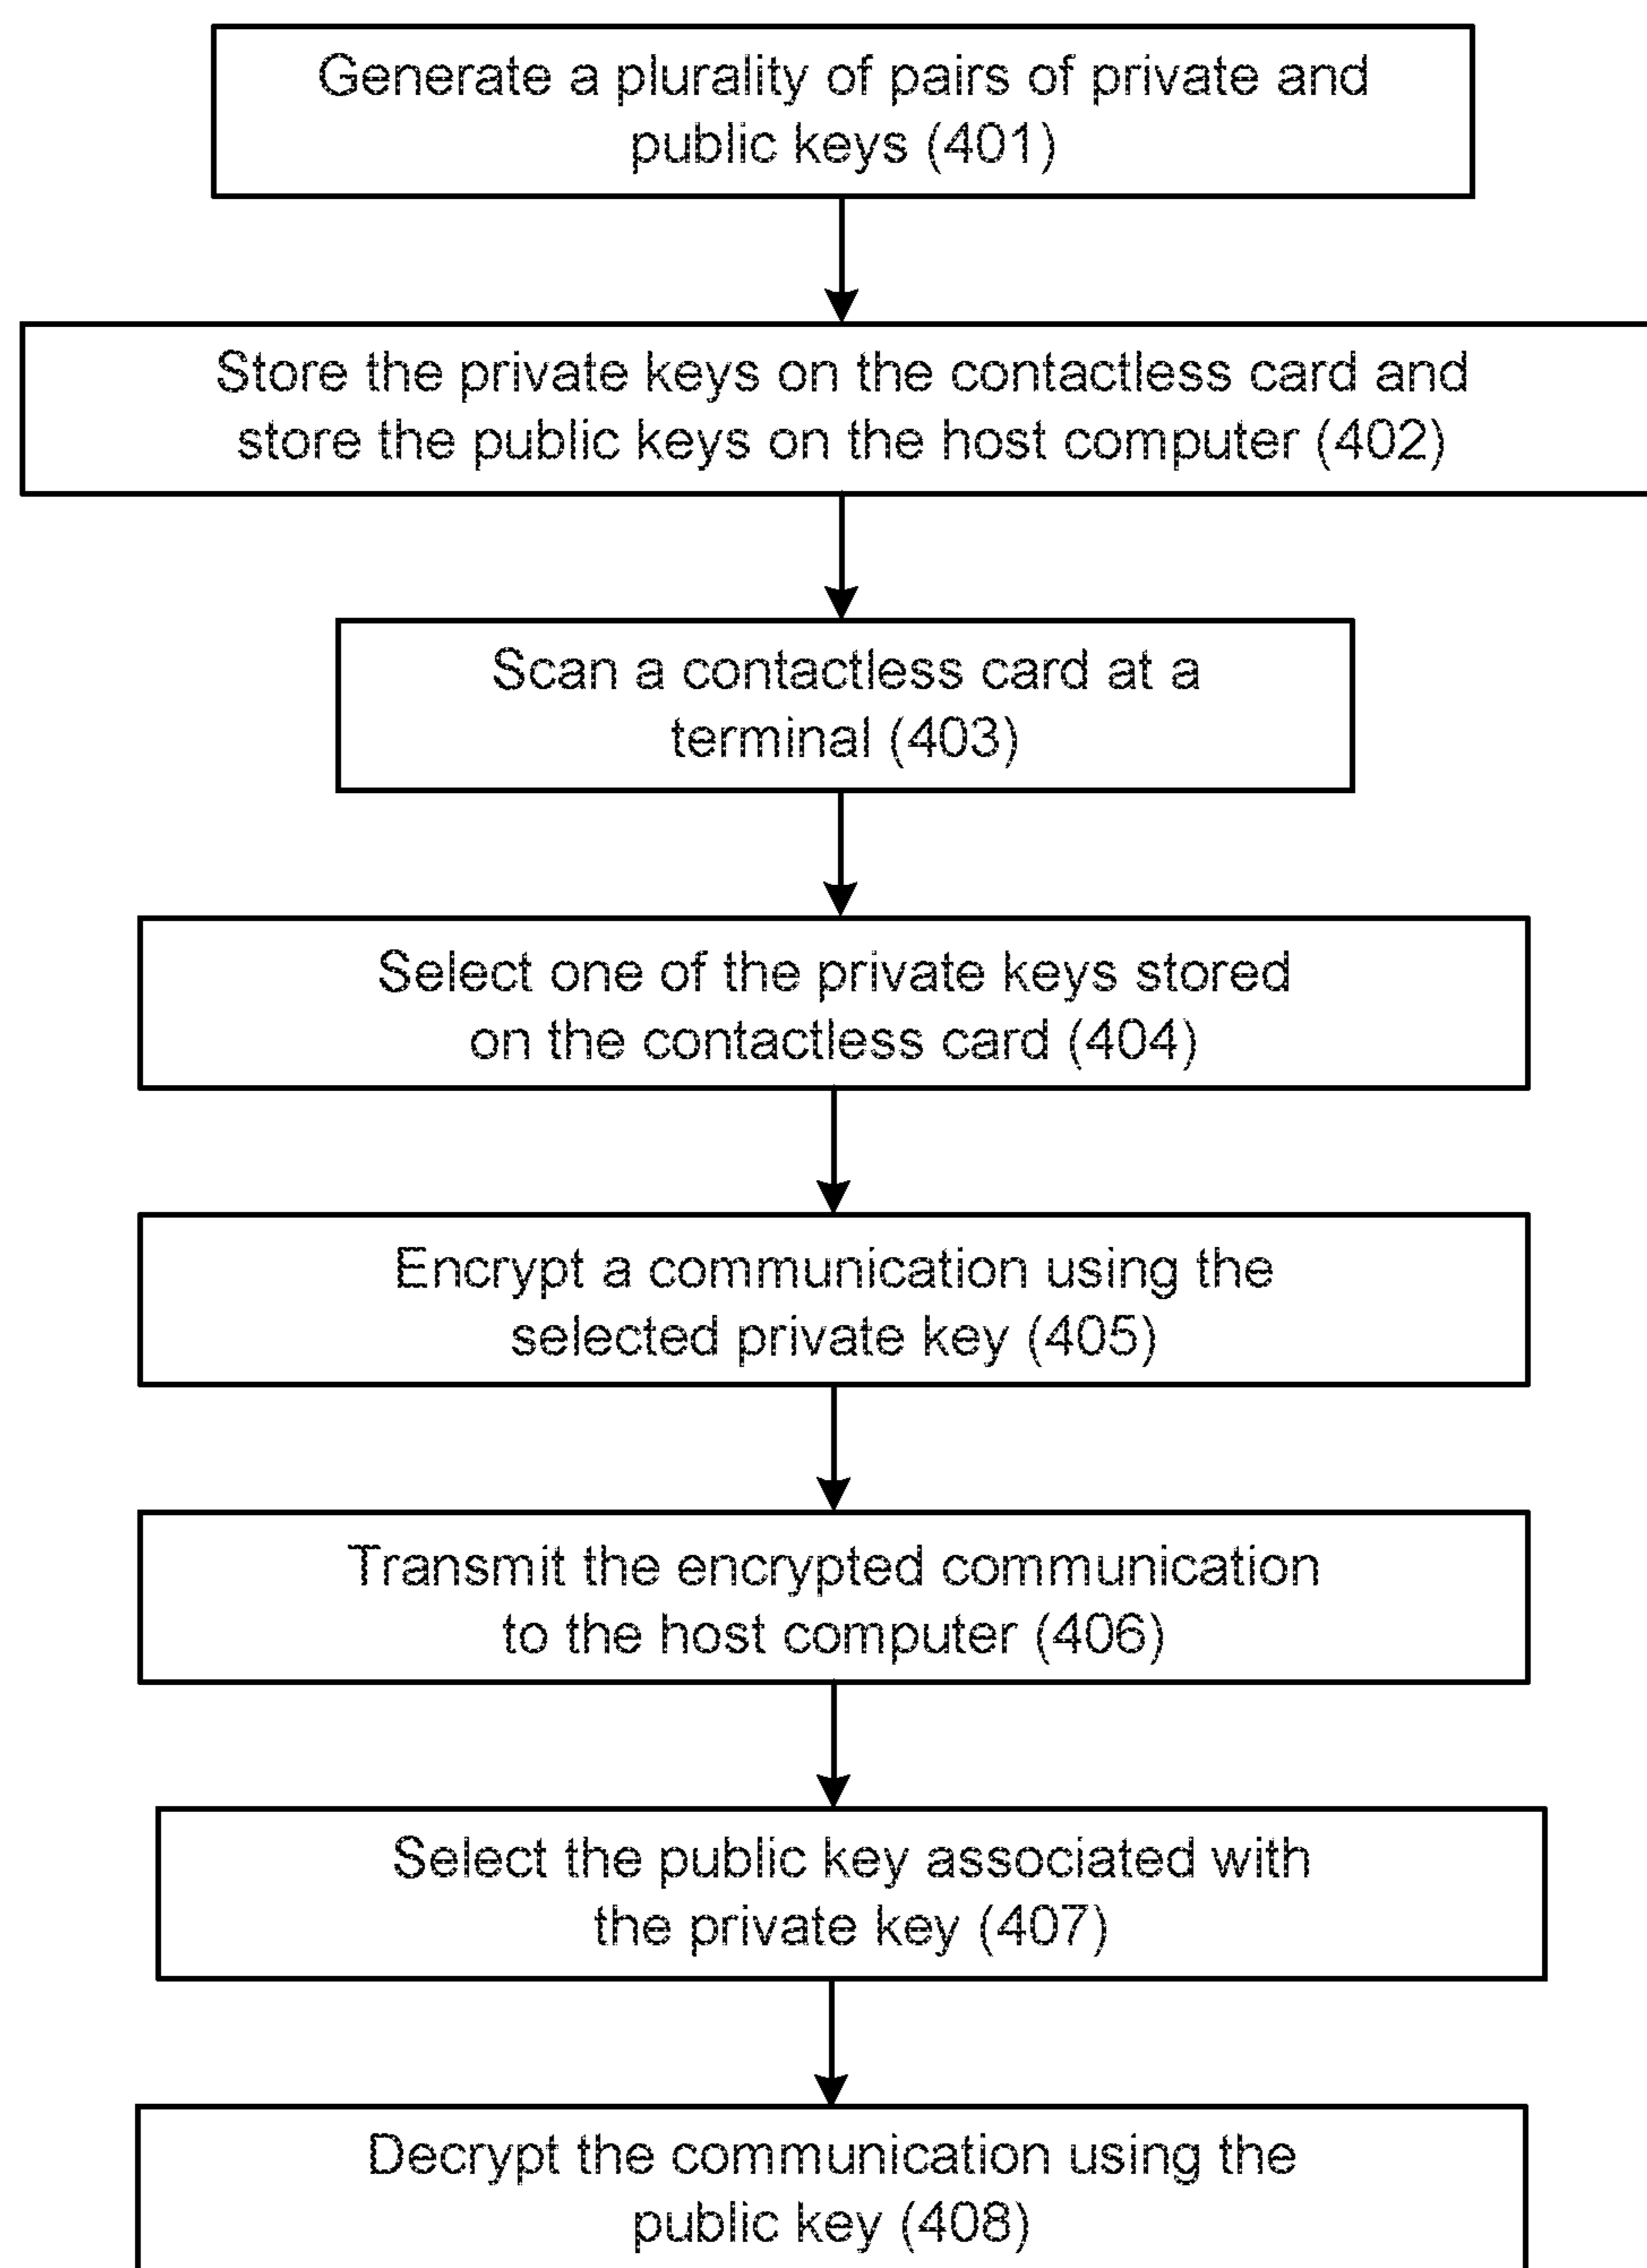 Generate a plurality of pairs of private and
public keys (401)
Store the private keys on the contactless card and
store the public keys on the host computer (402)
Scan a contactless card at a
terminal (403)
Select one of the private keys stored
on the contactless card (404)
Encrypt a communication using the
selected private key (405)
Transmit the encrypted communication
to the host computer (406)
Select the public key associated with
the private key (407)
Decrypt the communication using the
public key (408)